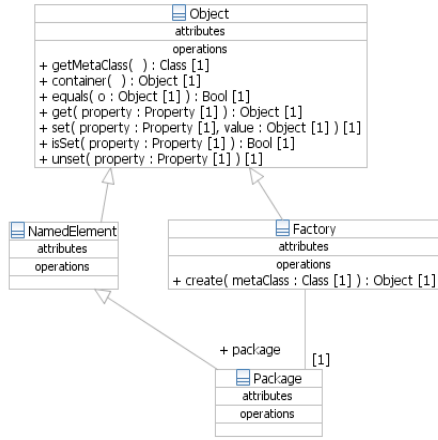 Object
attributes
operations
+ getMetaClass(  ) : Class [1]
+ container(  ) : Object [1]
+ equals( o : Object [1] ) : Bool [1]
+ get( property : Property [1] ) : Object [1]
+ set( property : Property [1], value : Object [1] ) [1]
+ isSet( property : Property [1] ) : Bool [1]
+ unset( property : Property [1] ) [1]
NamedElement
attributes
operations
Factory
attributes
operations
+ create( metaClass : Class [1] ) : Object [1]
+ package
[1]
Package
attributes
operations